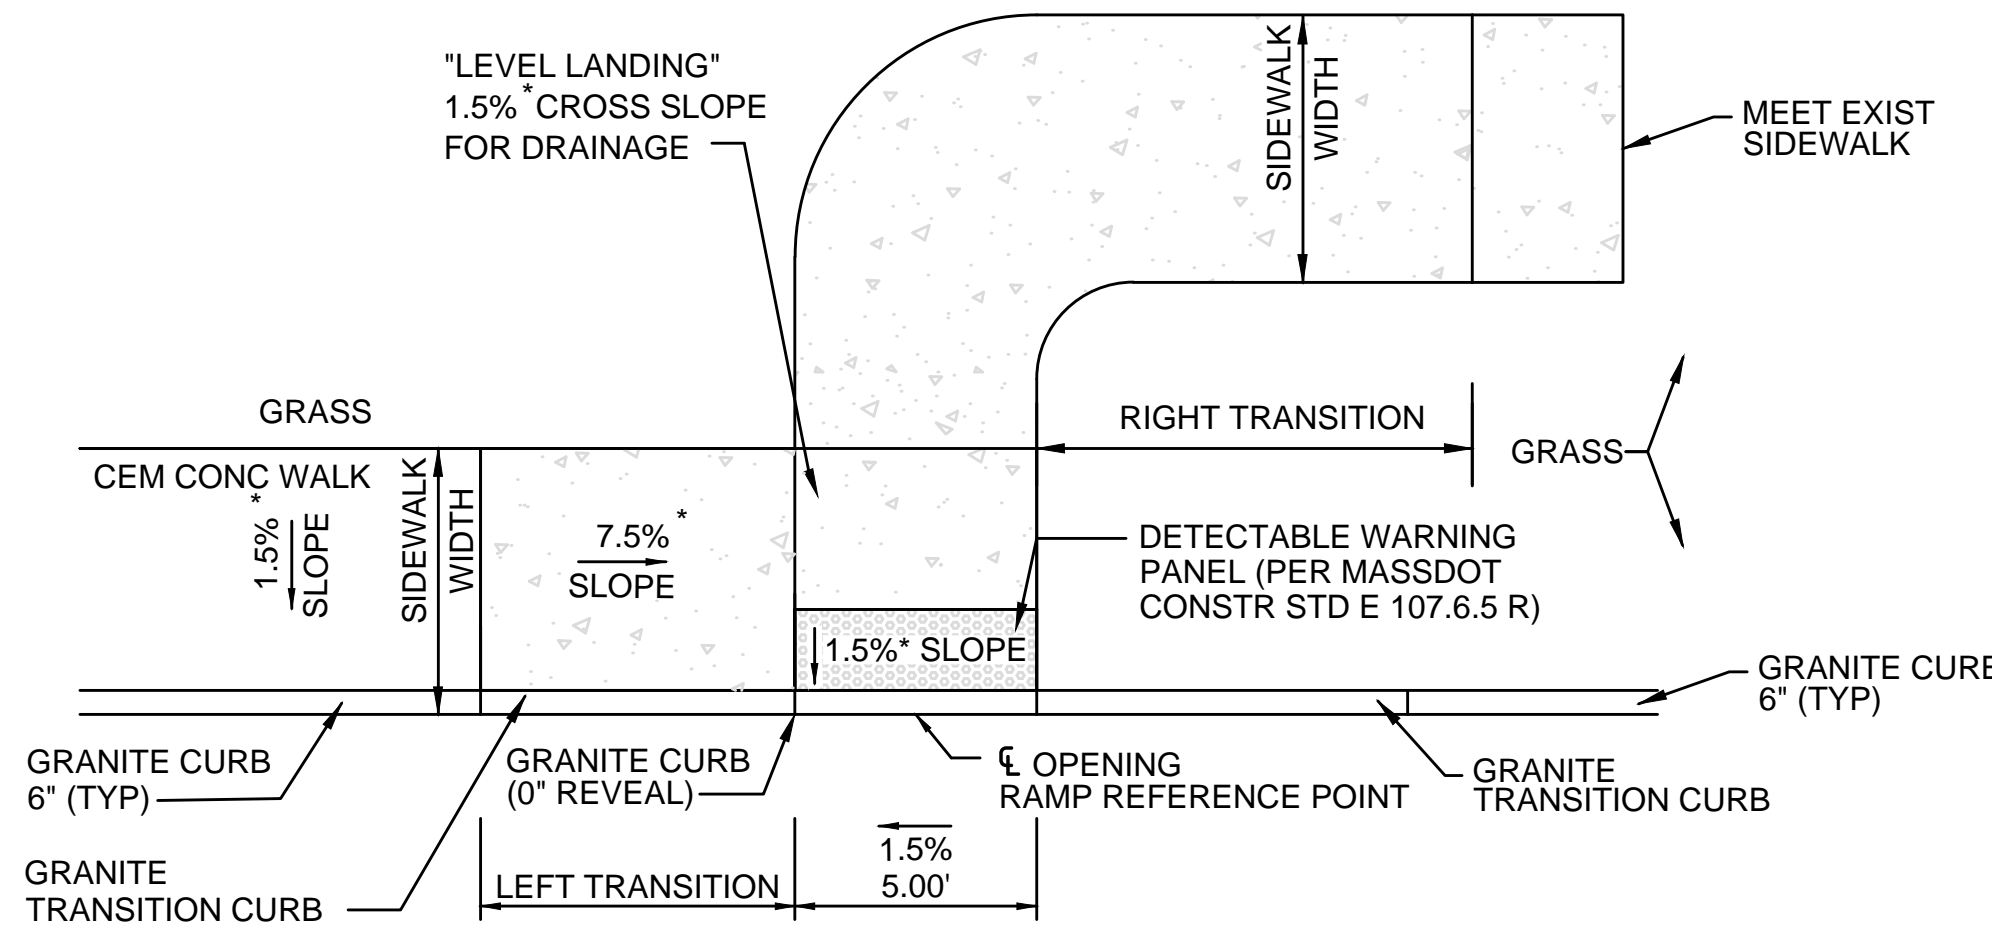 "LEVEL LANDING"
1.5%* CROSS SLOPE
FOR DRAINAGE
SIDEWALK
WIDTH
MEET EXIST
SIDEWALK
GRASS
RIGHT TRANSITION
GRASS
CEM CONC WALK
1.5%*
SLOPE
SIDEWALK
WIDTH
7.5%*
SLOPE
DETECTABLE WARNING
PANEL (PER MASSDOT
CONSTR STD E 107.6.5 R)
1.5%* SLOPE
GRANITE CURB
6" (TYP)
GRANITE CURB
6" (TYP)
GRANITE CURB
(0" REVEAL)
℄ OPENING
RAMP REFERENCE POINT
GRANITE
TRANSITION CURB
GRANITE
TRANSITION CURB
LEFT TRANSITION
1.5%
5.00'